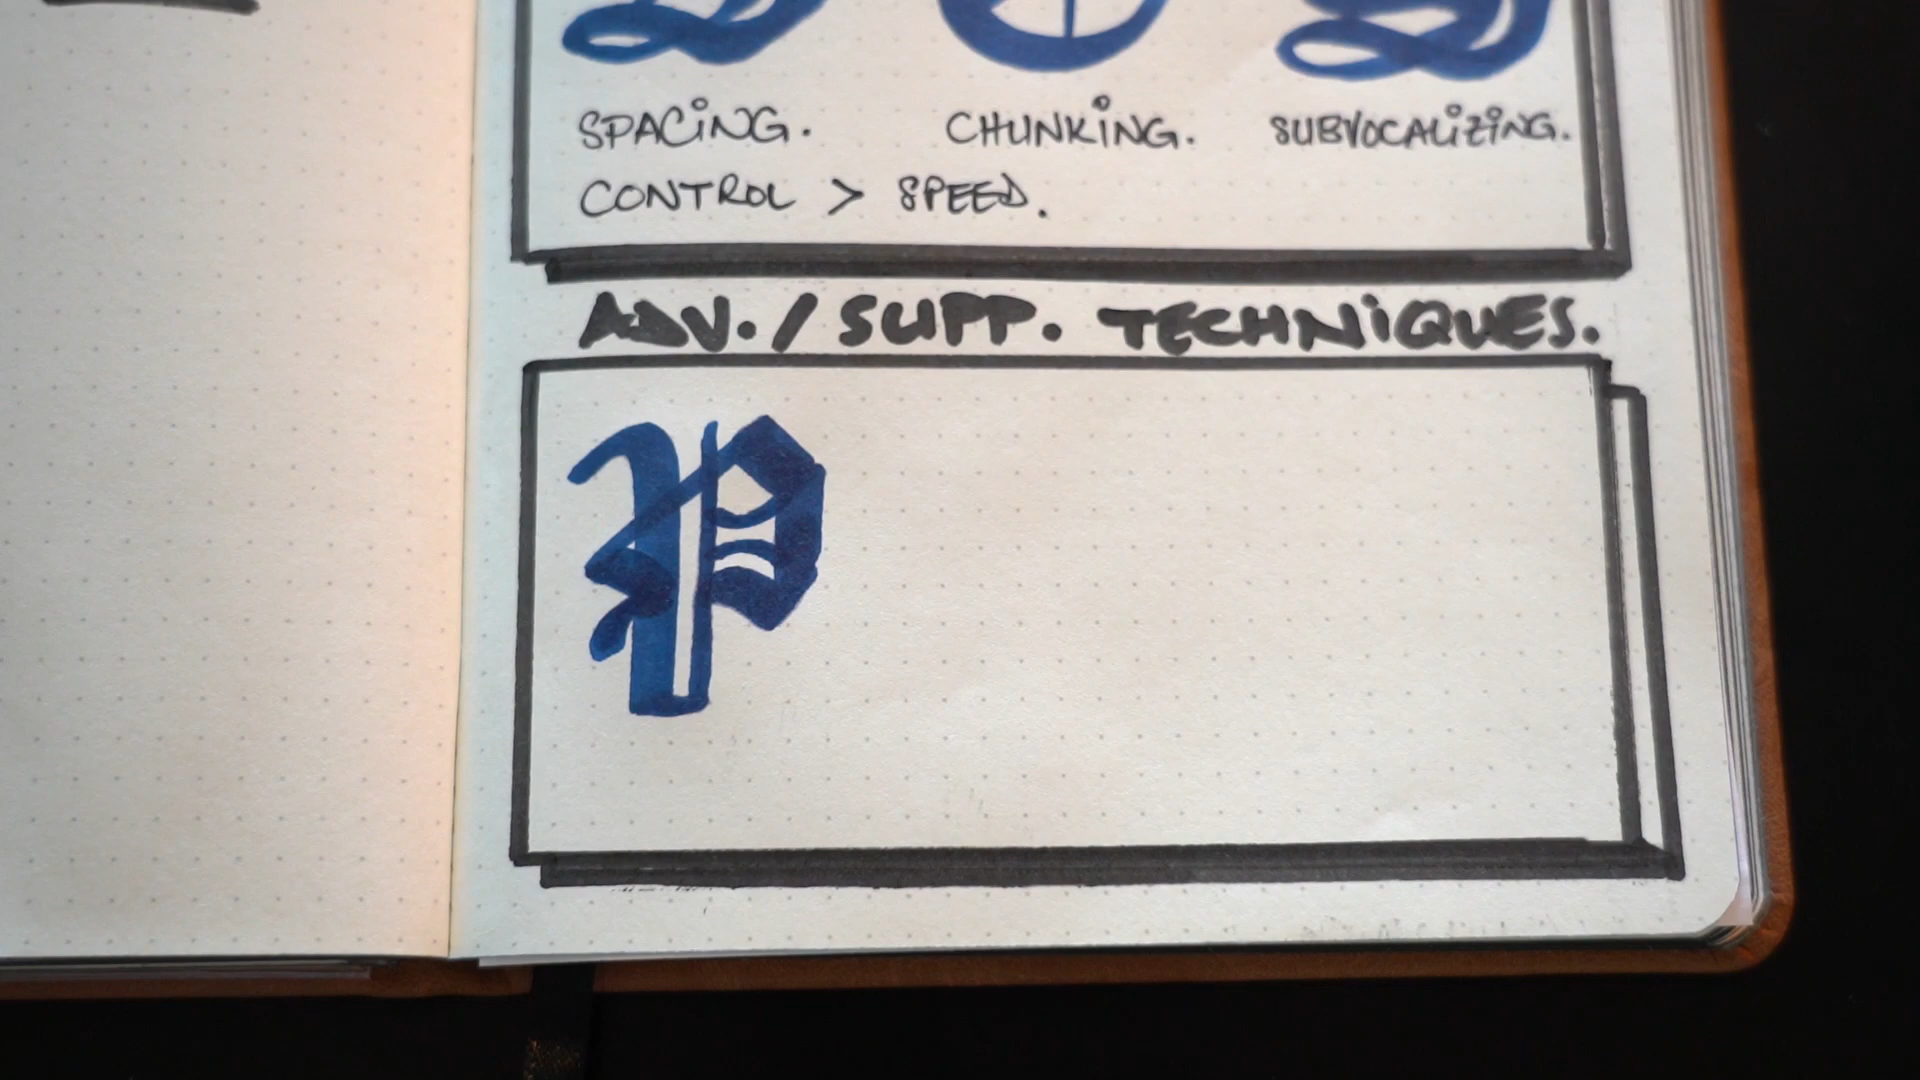 SPACiNG. CHUNKiNG. SUBVOCALiZiNG.
CONTROL > SPEED.
ADV. / SUPP. TECHNiQUES.
P